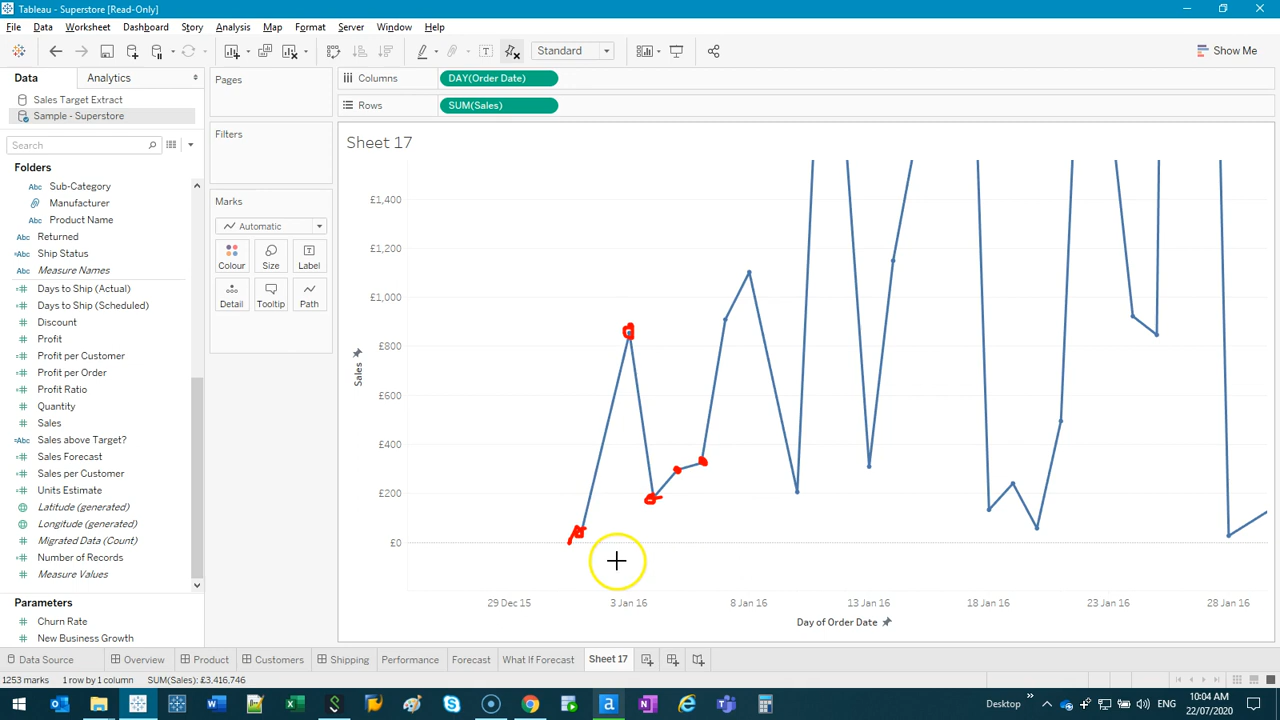 Tableau - Superstore [Read-Only]
File Data Worksheet Dashboard Story Analysis Map Format Server Window Help
Standard
Show Me
Data Analytics
Sales Target Extract
Sample - Superstore
Search
Folders
Abc Sub-Category
Manufacturer
Abc Product Name
Abc Returned
=Abc Ship Status
Abc Measure Names
Days to Ship (Actual)
Days to Ship (Scheduled)
Discount
Profit
Profit per Customer
Profit per Order
Profit Ratio
Quantity
Sales
=Abc Sales above Target?
Sales Forecast
Sales per Customer
Units Estimate
Latitude (generated)
Longitude (generated)
Migrated Data (Count)
Number of Records
Measure Values
Parameters
Churn Rate
New Business Growth
Pages
Filters
Marks
Automatic
Colour Size Label
Detail Tooltip Path
Columns DAY(Order Date)
Rows SUM(Sales)
Sheet 17
£1,400
£1,200
£1,000
£800
£600
£400
£200
£0
Sales
29 Dec 15 3 Jan 16 8 Jan 16 13 Jan 16 18 Jan 16 23 Jan 16 28 Jan 16
Day of Order Date
Data Source Overview Product Customers Shipping Performance Forecast What If Forecast Sheet 17
1253 marks 1 row by 1 column SUM(Sales): £3,416,746
Desktop
ENG
10:04 AM
22/07/2020